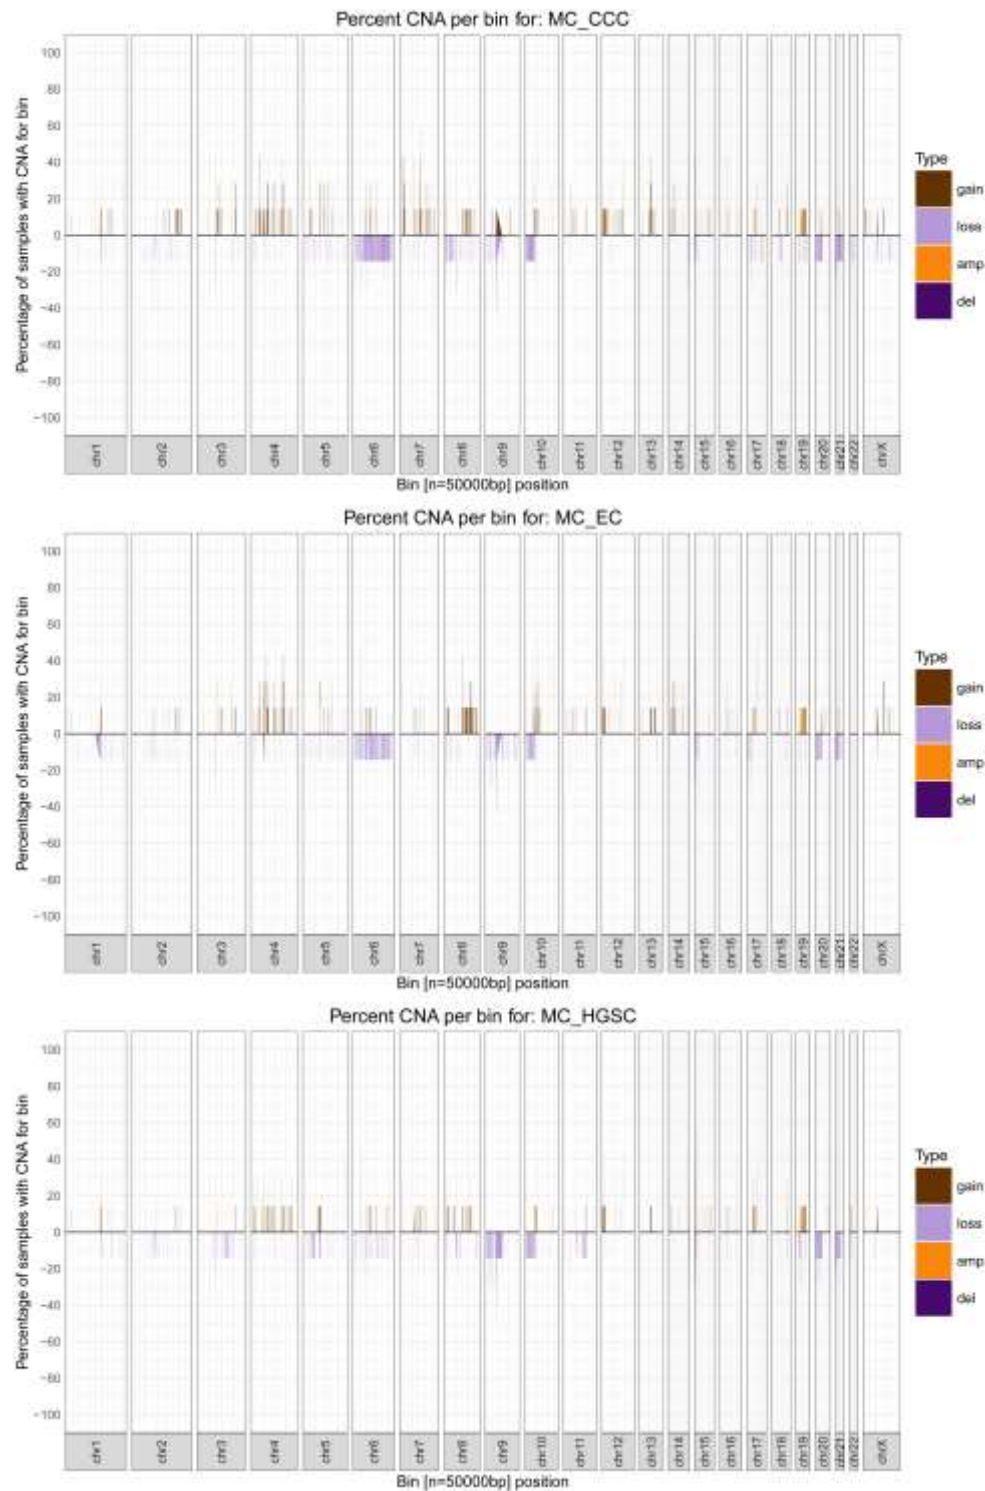 Percent CNA per bin for: MC_CCC
Percentage of samples with CNA for bin
100
80
60
40
20
0
−20
−40
−60
−80
−100
chr1 chr2 chr3 chr4 chr5 chr6 chr7 chr8 chr9 chr10 chr11 chr12 chr13 chr14 chr15 chr16 chr17 chr18 chr19 chr20 chr21 chr22 chrX
Bin [n=50000bp] position
Type
gain
loss
amp
del
Percent CNA per bin for: MC_EC
Percentage of samples with CNA for bin
100
80
60
40
20
0
−20
−40
−60
−80
−100
chr1 chr2 chr3 chr4 chr5 chr6 chr7 chr8 chr9 chr10 chr11 chr12 chr13 chr14 chr15 chr16 chr17 chr18 chr19 chr20 chr21 chr22 chrX
Bin [n=50000bp] position
Type
gain
loss
amp
del
Percent CNA per bin for: MC_HGSC
Percentage of samples with CNA for bin
100
80
60
40
20
0
−20
−40
−60
−80
−100
chr1 chr2 chr3 chr4 chr5 chr6 chr7 chr8 chr9 chr10 chr11 chr12 chr13 chr14 chr15 chr16 chr17 chr18 chr19 chr20 chr21 chr22 chrX
Bin [n=50000bp] position
Type
gain
loss
amp
del